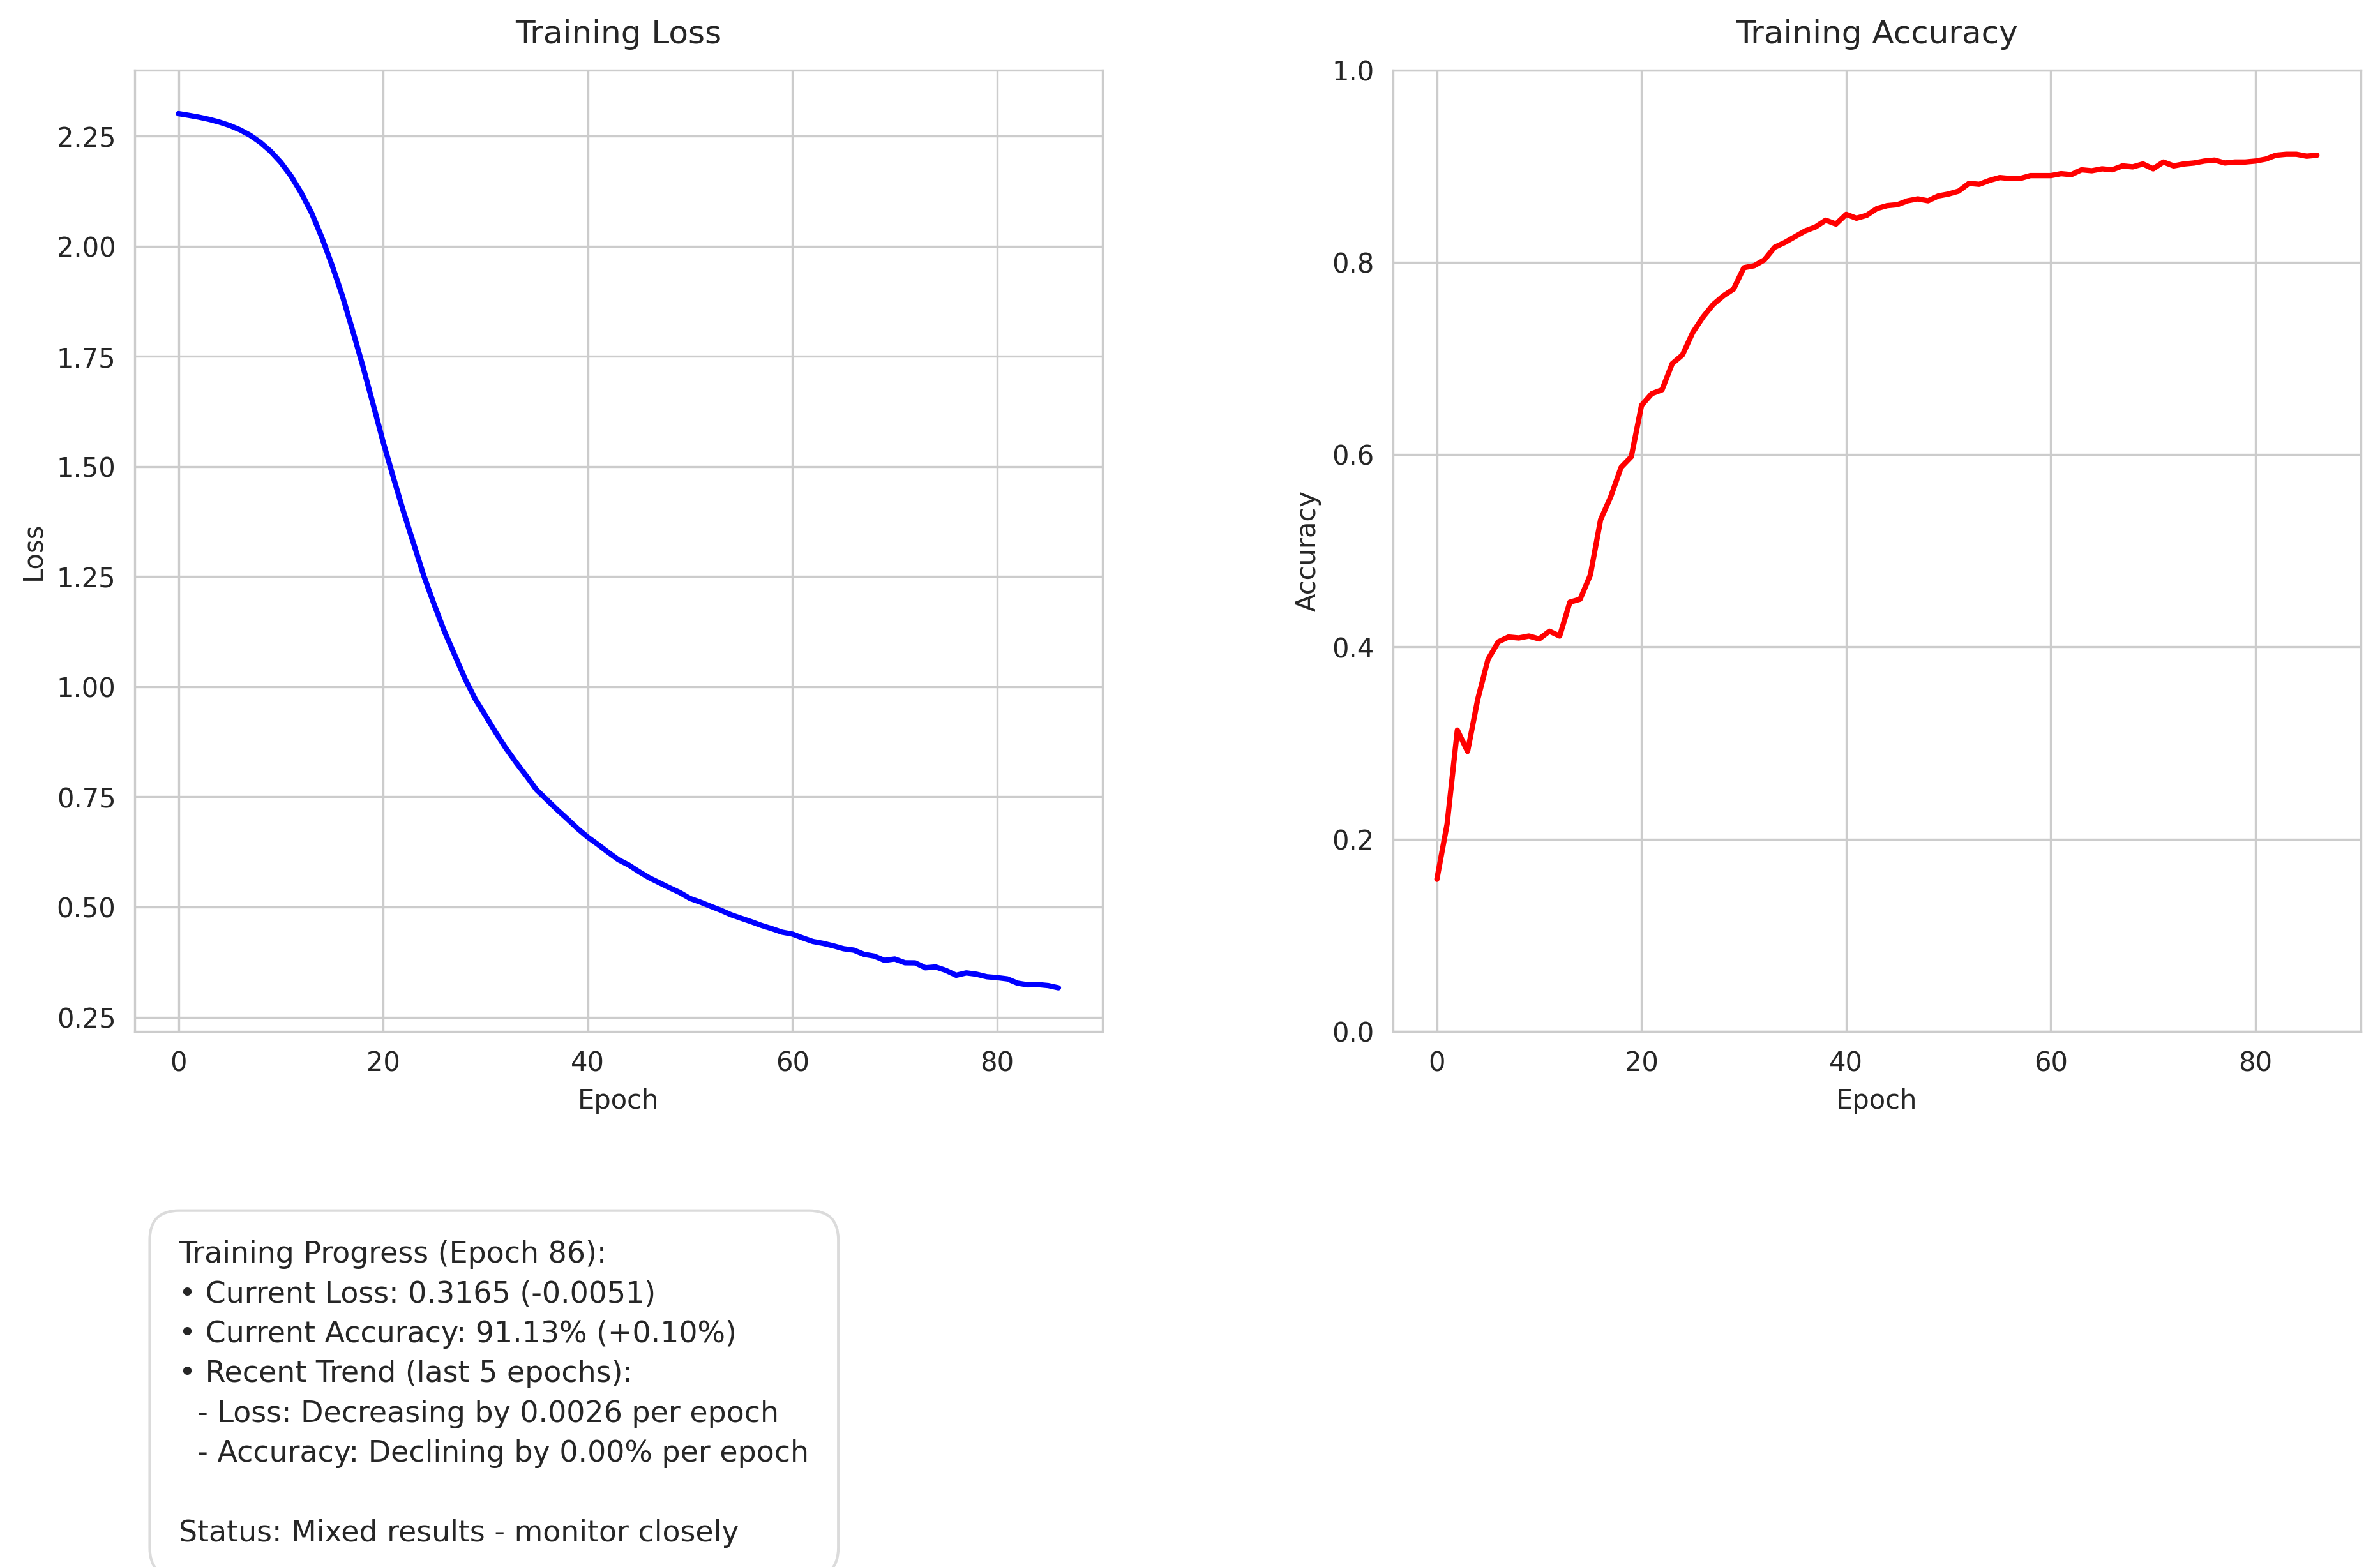 Training Loss
Loss
2.25
2.00
1.75
1.50
1.25
1.00
0.75
0.50
0.25
0
20
40
60
80
Epoch
Training Accuracy
Accuracy
1.0
0.8
0.6
0.4
0.2
0.0
0
20
40
60
80
Epoch
Training Progress (Epoch 86):
• Current Loss: 0.3165 (-0.0051)
• Current Accuracy: 91.13% (+0.10%)
• Recent Trend (last 5 epochs):
- Loss: Decreasing by 0.0026 per epoch
- Accuracy: Declining by 0.00% per epoch
Status: Mixed results - monitor closely